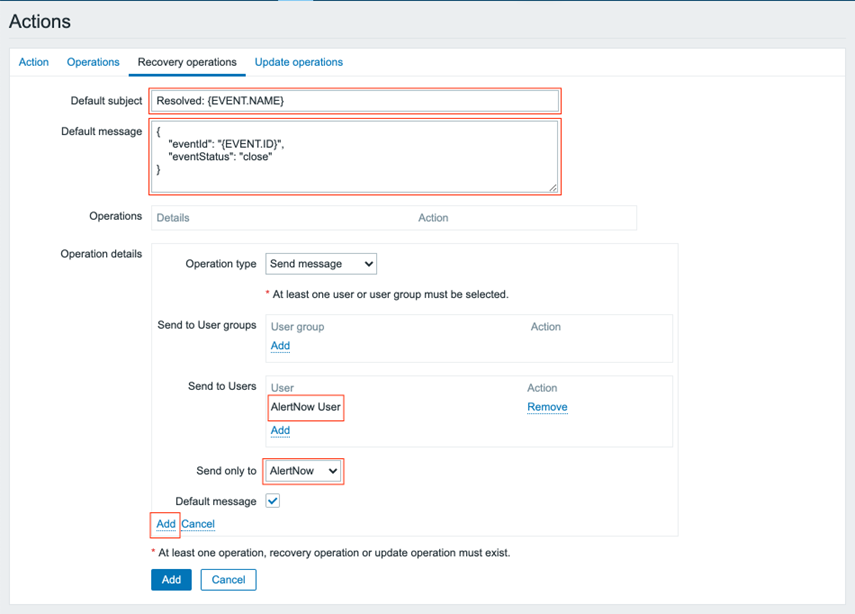 Actions
Action Operations Recovery operations Update operations
Default subject Resolved: {EVENT.NAME}
Default message {
"eventId": "{EVENT.ID}",
"eventStatus": "close"
}
Operations Details Action
Operation details
Operation type Send message
* At least one user or user group must be selected.
Send to User groups User group Action
Add
Send to Users User Action
AlertNow User Remove
Add
Send only to AlertNow
Default message
Add Cancel
* At least one operation, recovery operation or update operation must exist.
Add Cancel